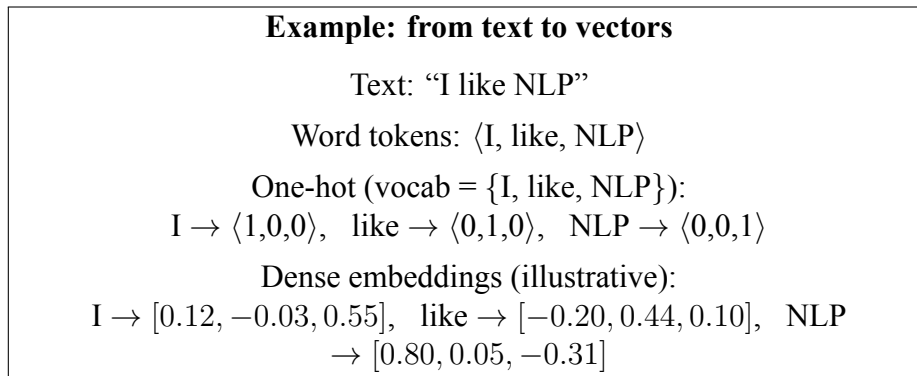 Example: from text to vectors
Text: “I like NLP”
Word tokens: ⟨I, like, NLP⟩
One-hot (vocab = {I, like, NLP}):
I → ⟨1,0,0⟩, like → ⟨0,1,0⟩, NLP → ⟨0,0,1⟩
Dense embeddings (illustrative):
I → [0.12, −0.03, 0.55], like → [−0.20, 0.44, 0.10], NLP
→ [0.80, 0.05, −0.31]